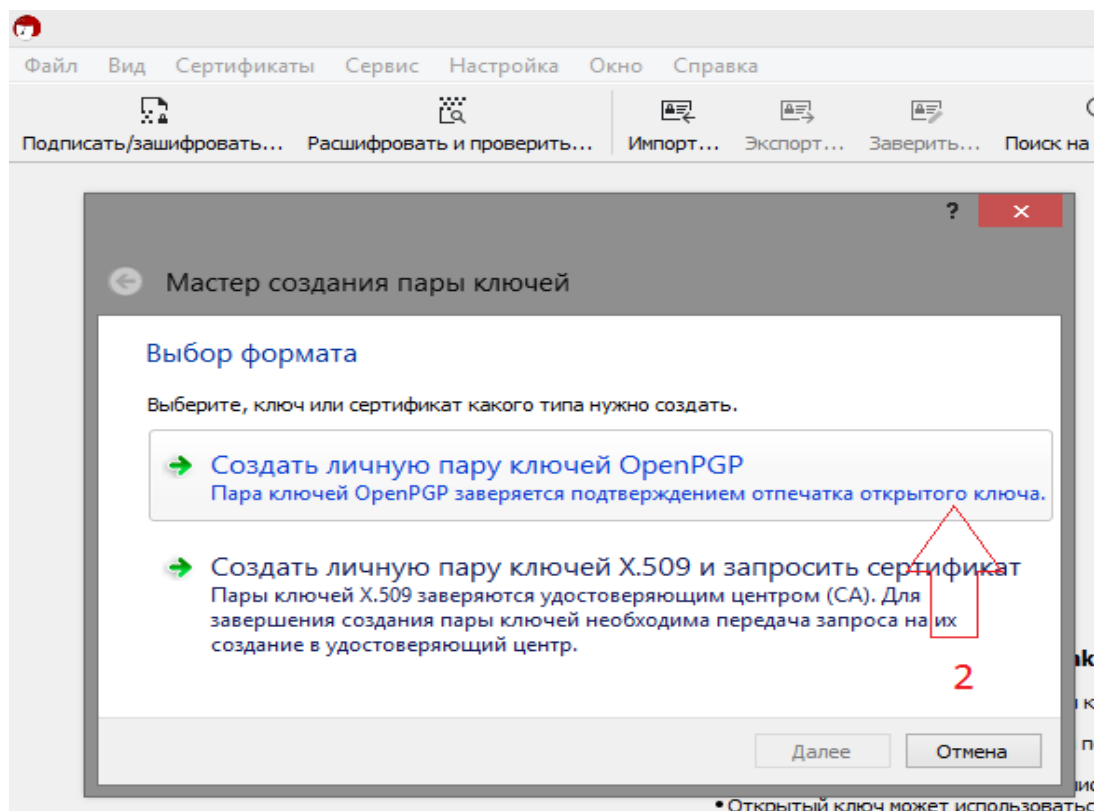 Файл Вид Сертификаты Сервис Настройка Окно Справка
Подписать/зашифровать... Расшифровать и проверить... Импорт... Экспорт... Заверить... Поиск на
?
Мастер создания пары ключей
Выбор формата
Выберите, ключ или сертификат какого типа нужно создать.
Создать личную пару ключей OpenPGP
Пара ключей OpenPGP заверяется подтверждением отпечатка открытого ключа.
Создать личную пару ключей X.509 и запросить сертификат
Пары ключей X.509 заверяются удостоверяющим центром (CA). Для
завершения создания пары ключей необходима передача запроса на их
создание в удостоверяющий центр.
2
Далее Отмена
• Открытый ключ может использоватьс